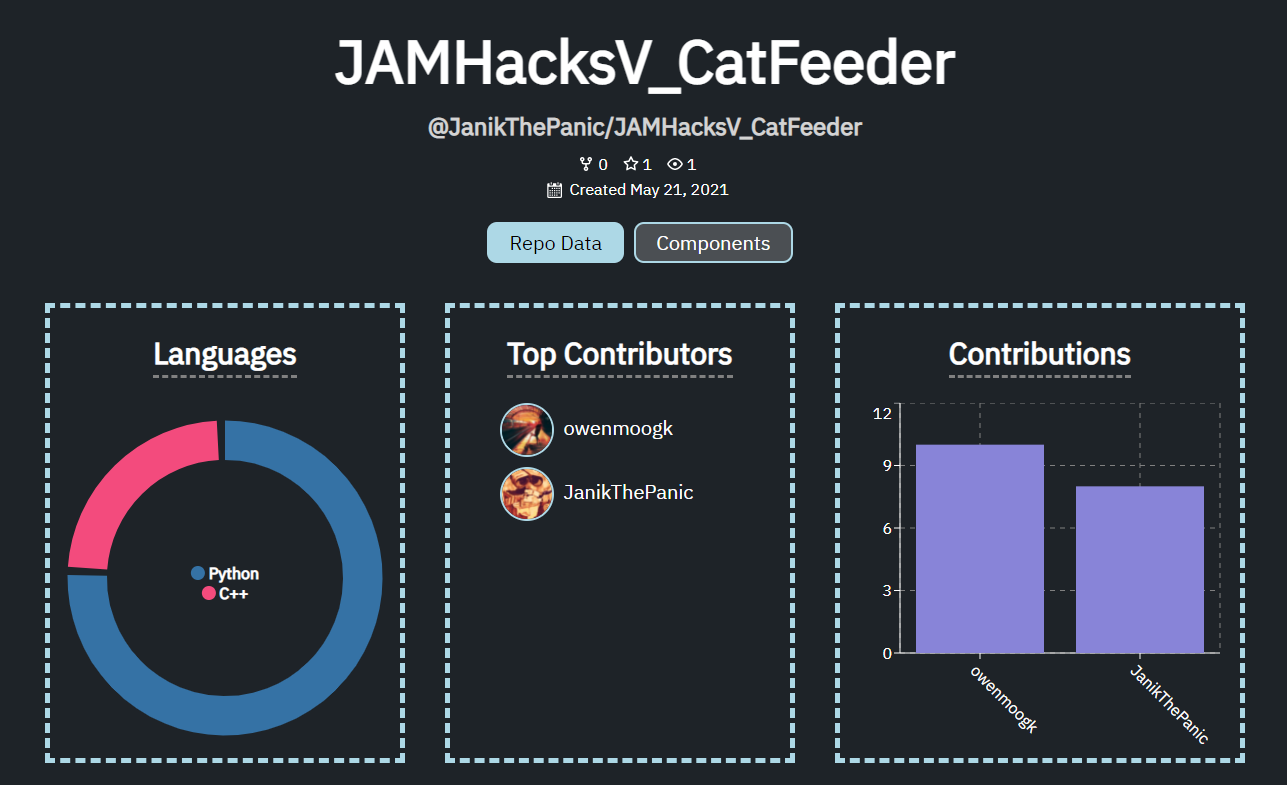 JAMHacksV_CatFeeder
@JanikThePanic/JAMHacksV_CatFeeder
0 1 1
Created May 21, 2021
Repo Data Components
Languages
Python
C++
Top Contributors
owenmoogk
JanikThePanic
Contributions
12
9
6
3
0
owenmoogk
JanikThePanic